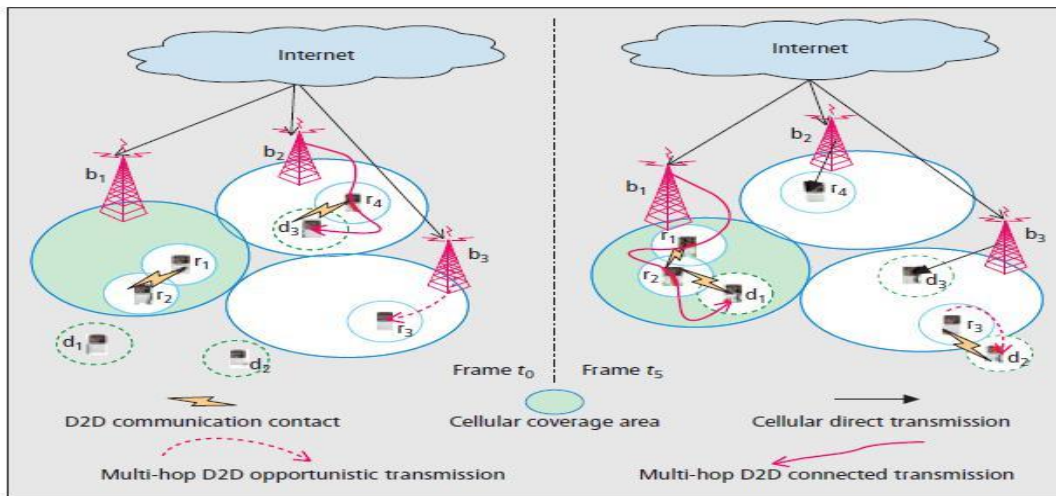 Internet
b1
b2
b3
r4
d3
r1
r2
r3
d1
d2
Frame t0
Internet
b2
b1
b3
r4
r1
r2
d1
d3
r3
d2
Frame t5
D2D communication contact
Cellular coverage area
Cellular direct transmission
Multi-hop D2D opportunistic transmission
Multi-hop D2D connected transmission